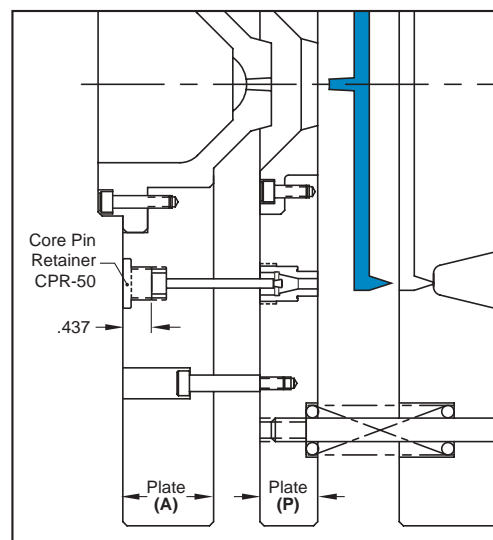 Core Pin
Retainer
CPR-50
.437
Plate
(A)
Plate
(P)